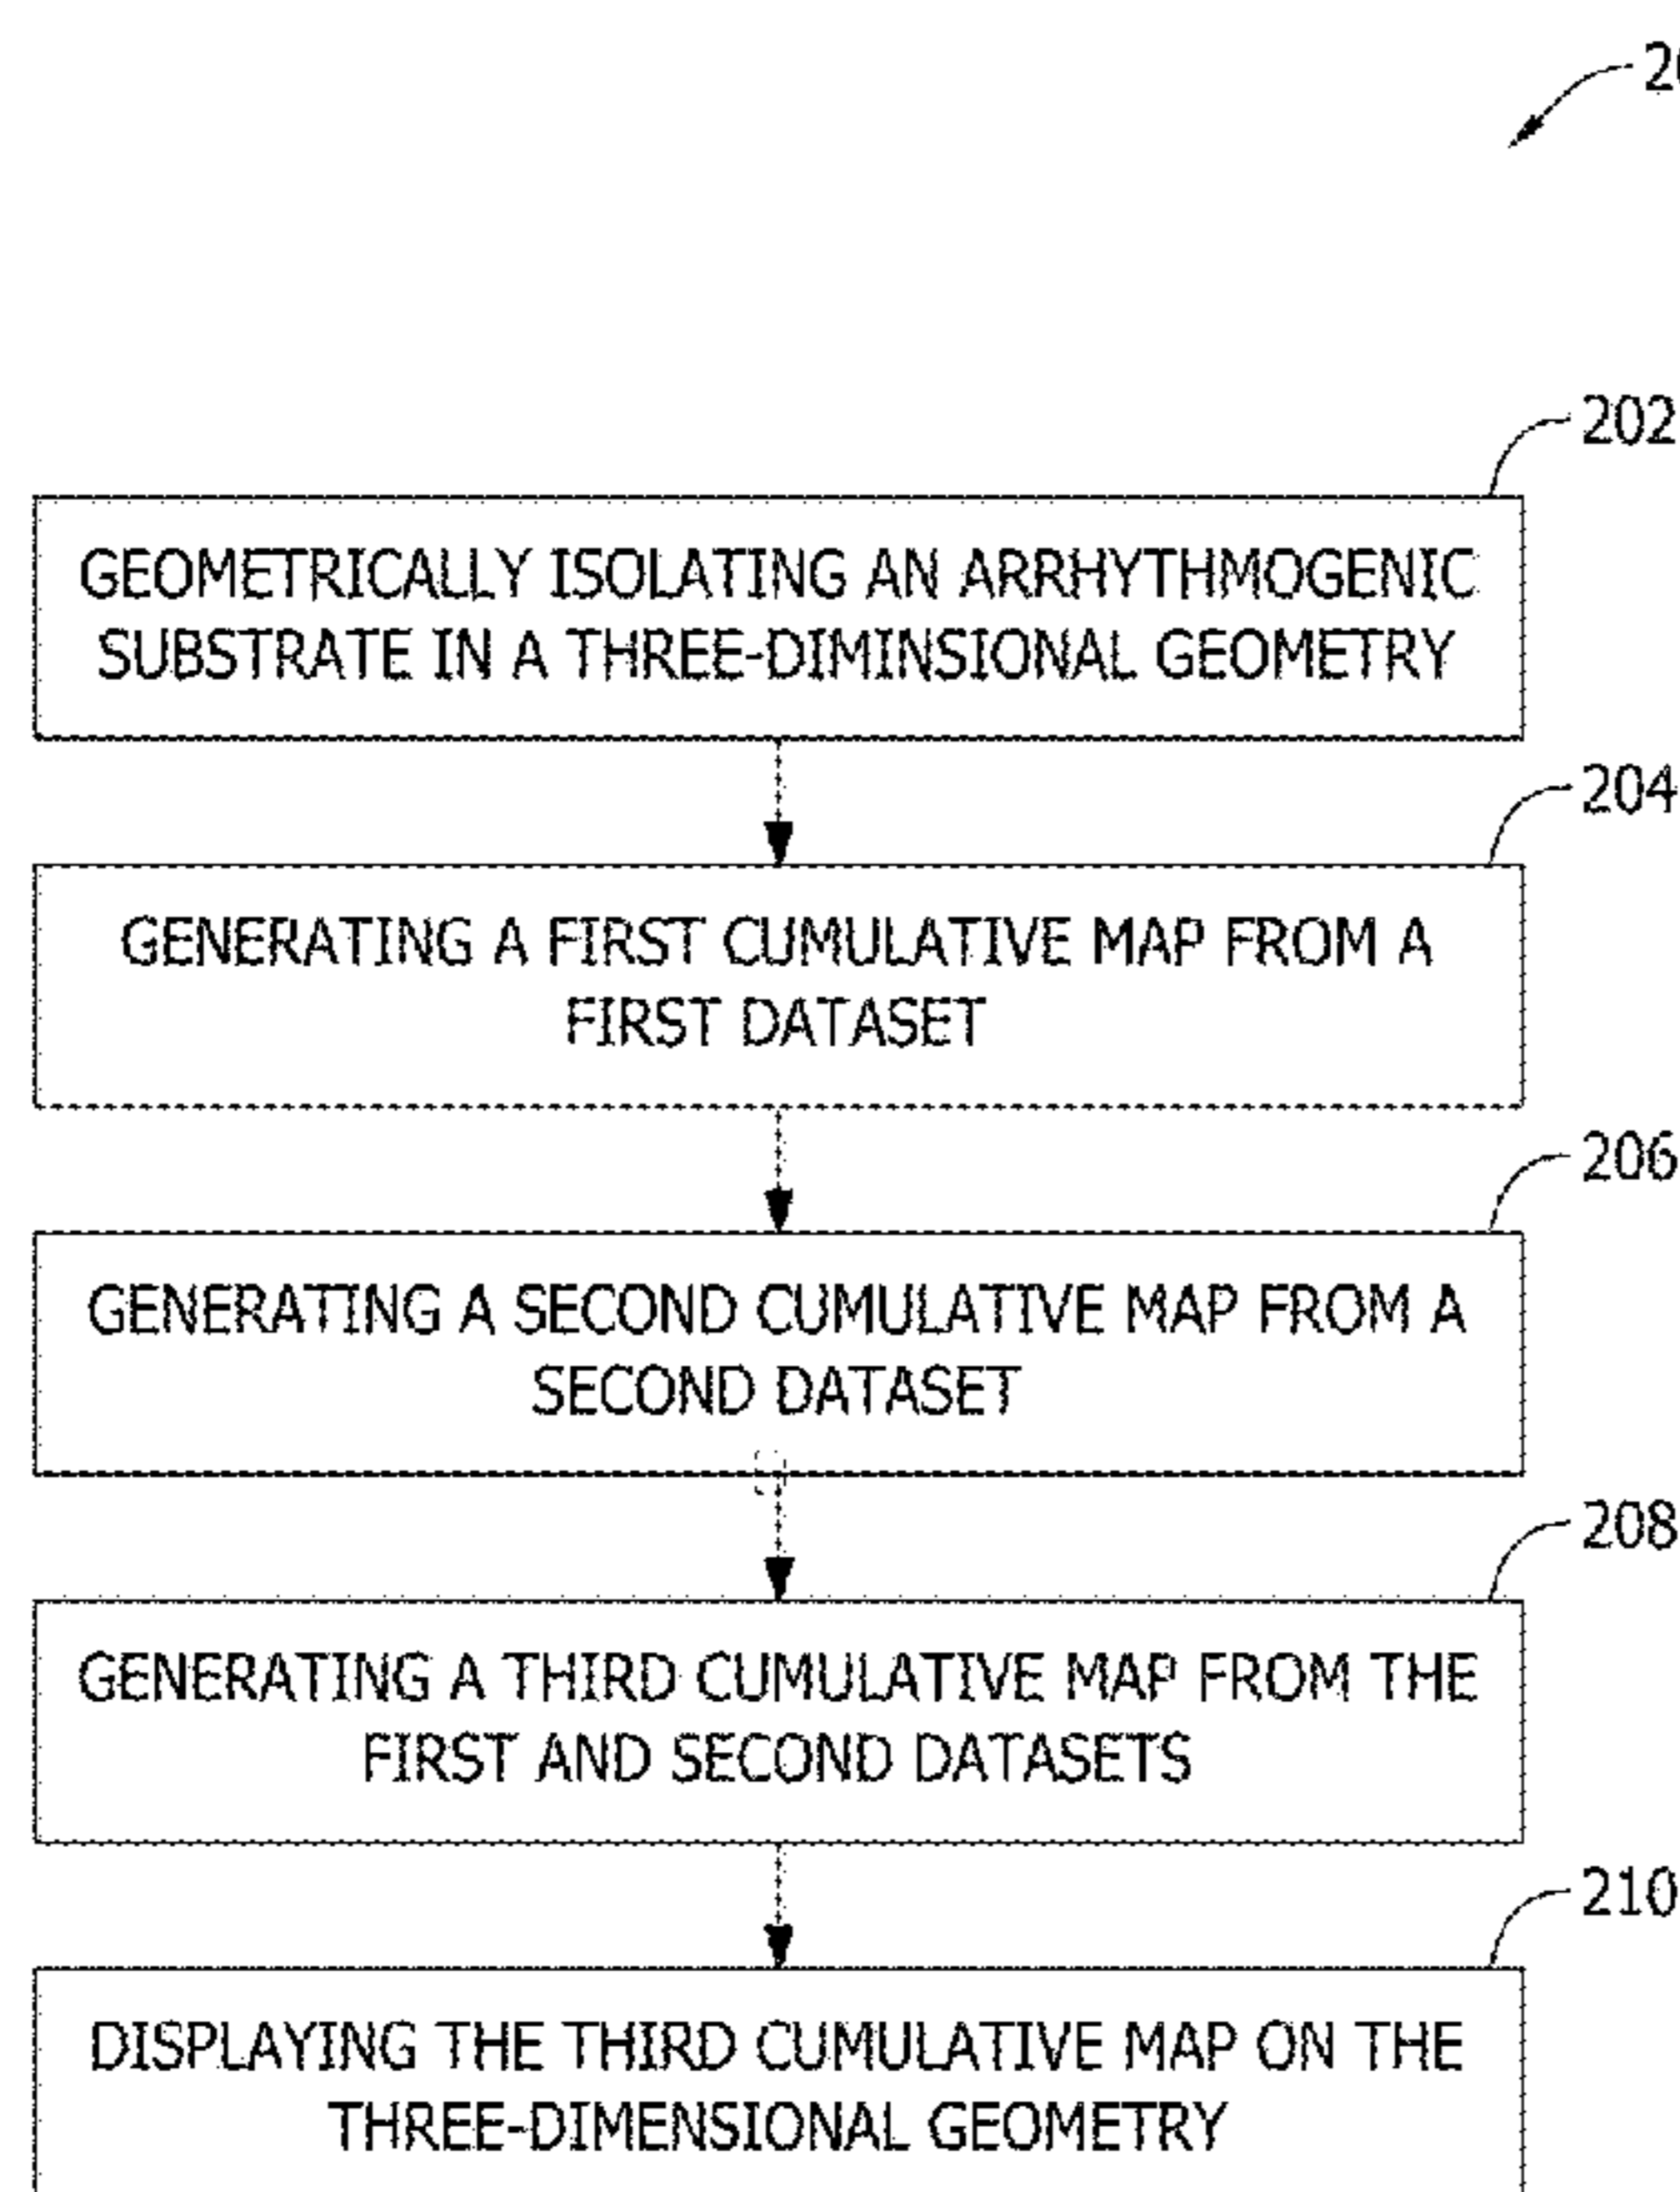 202
GEOMETRICALLY ISOLATING AN ARRHYTHMOGENIC
SUBSTRATE IN A THREE-DIMINSIONAL GEOMETRY
204
GENERATING A FIRST CUMULATIVE MAP FROM A
FIRST DATASET
206
GENERATING A SECOND CUMULATIVE MAP FROM A
SECOND DATASET
208
GENERATING A THIRD CUMULATIVE MAP FROM THE
FIRST AND SECOND DATASETS
210
DISPLAYING THE THIRD CUMULATIVE MAP ON THE
THREE-DIMENSIONAL GEOMETRY